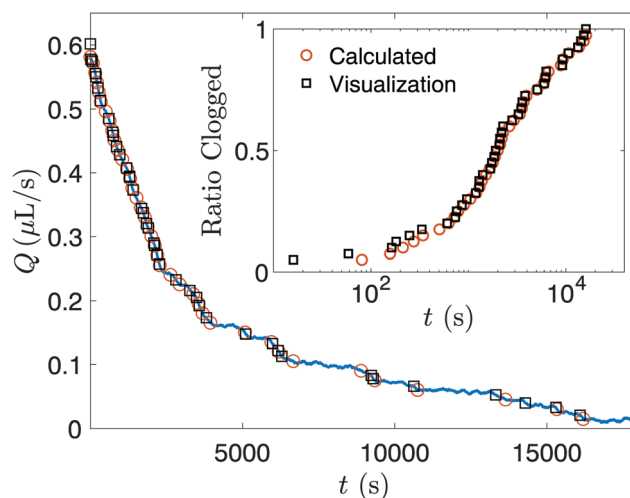 0.6
0.5
0.4
0.3
0.2
0.1
0
Q (μL/s)
5000
10000
15000
t (s)
1
0.5
0
Ratio Clogged
Calculated
Visualization
10²
10⁴
t (s)